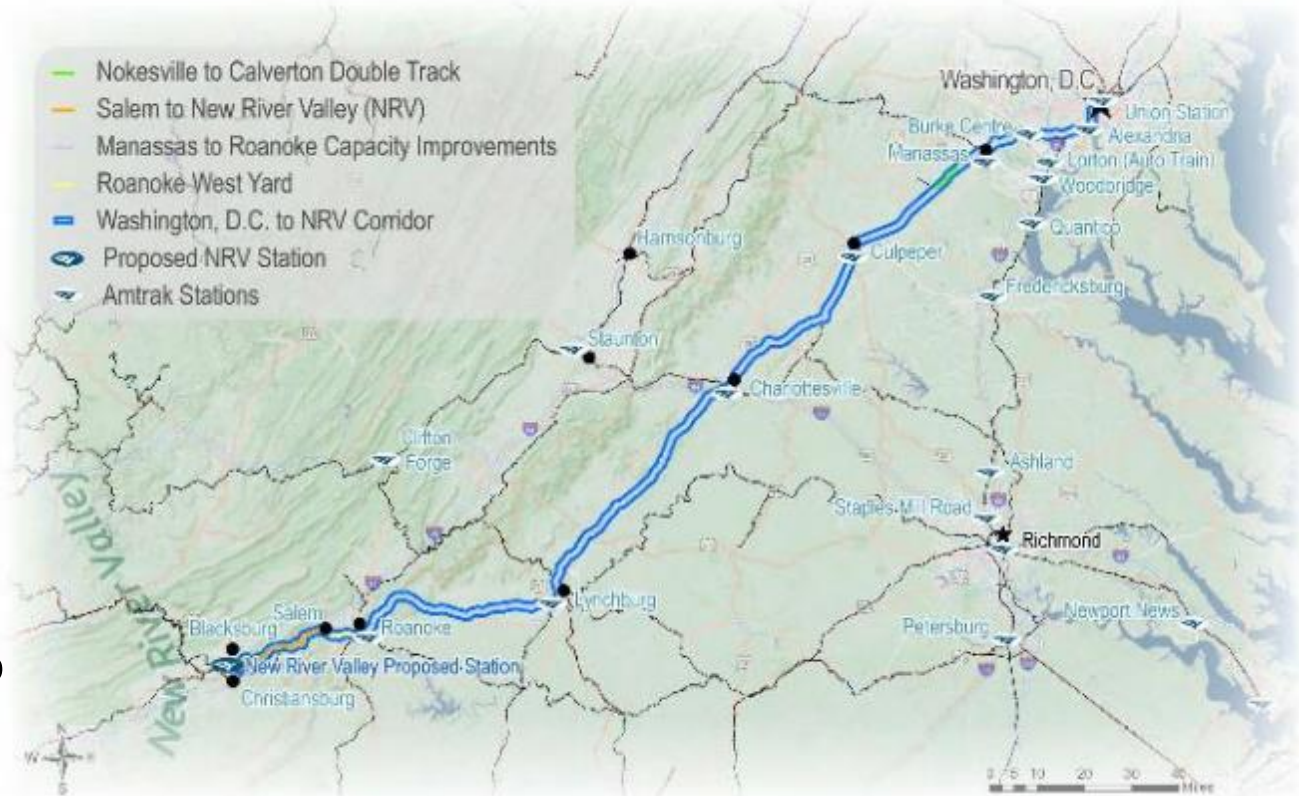 Nokesville to Calverton Double Track
Salem to New River Valley (NRV)
Manassas to Roanoke Capacity Improvements
Roanoke West Yard
Washington, D.C. to NRV Corridor
Proposed NRV Station
Amtrak Stations
Washington, D.C.
Union Station
Burke Centre
Alexandria
Manassas
Lorton (Auto Train)
Woodbridge
Quantico
Harrisonburg
Culpeper
Fredericksburg
Staunton
Charlottesville
Clifton
Forge
Ashland
Staples Mill Road
Richmond
New River Valley
Salem
Lynchburg
Blacksburg
Roanoke
Newport News
Petersburg
New River Valley Proposed Station
Christiansburg
N
W
E
S
0 5 10 20 30 40
Miles